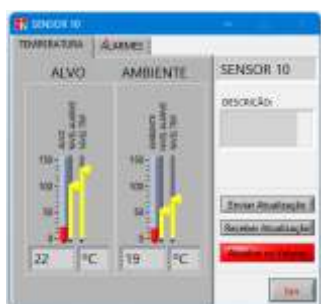 SENSOR 10
TEMPERATURA
ALARMES
ALVO
AMBIENTE
SENSOR 10
DESCRIÇÃO:
150
100
50
0
150
100
50
0
22
°C
19
°C
Enviar Atualização
Receber Atualização
Sair